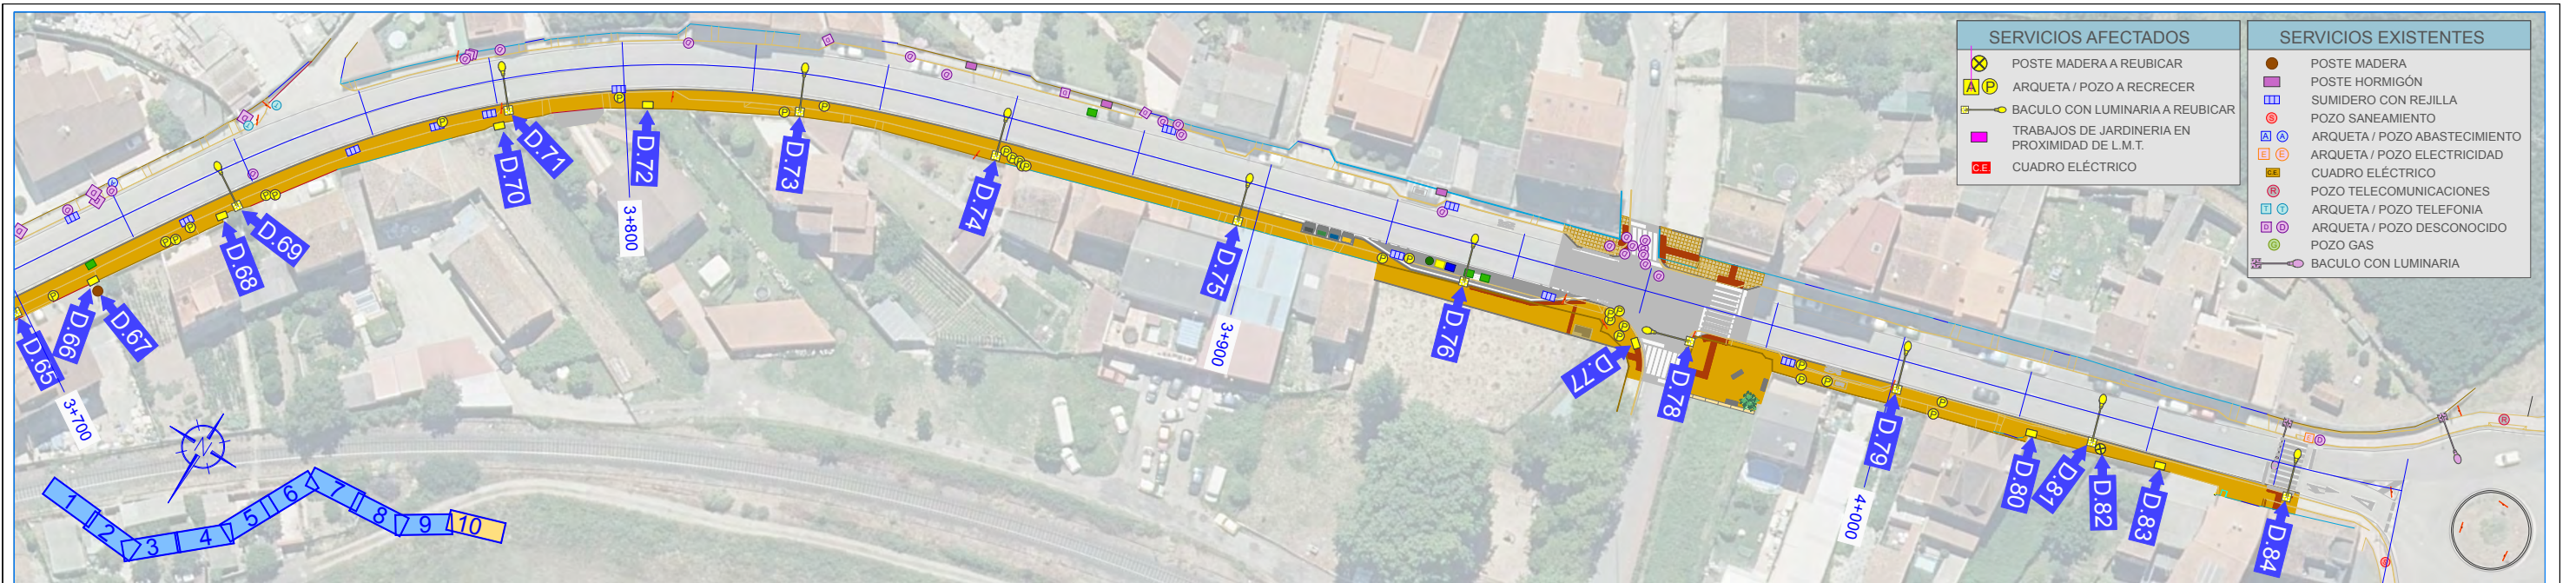 SERVICIOS AFECTADOS
POSTE MADERA A REUBICAR
A P ARQUETA / POZO A RECRECER
BACULO CON LUMINARIA A REUBICAR
TRABAJOS DE JARDINERIA EN
PROXIMIDAD DE L.M.T.
C.E. CUADRO ELÉCTRICO
SERVICIOS EXISTENTES
POSTE MADERA
POSTE HORMIGÓN
SUMIDERO CON REJILLA
S POZO SANEAMIENTO
A A ARQUETA / POZO ABASTECIMIENTO
E E ARQUETA / POZO ELECTRICIDAD
C.E. CUADRO ELÉCTRICO
R POZO TELECOMUNICACIONES
T T ARQUETA / POZO TELEFONIA
D D ARQUETA / POZO DESCONOCIDO
G POZO GAS
BACULO CON LUMINARIA
D.65
D.66
D.67
D.68
D.69
D.70
D.71
D.72
D.73
D.74
D.75
D.76
D.77
D.78
D.79
D.80
D.81
D.82
D.83
D.84
3+700
3+800
3+900
4+000
N
1
2
3
4
5
6
7
8
9
10